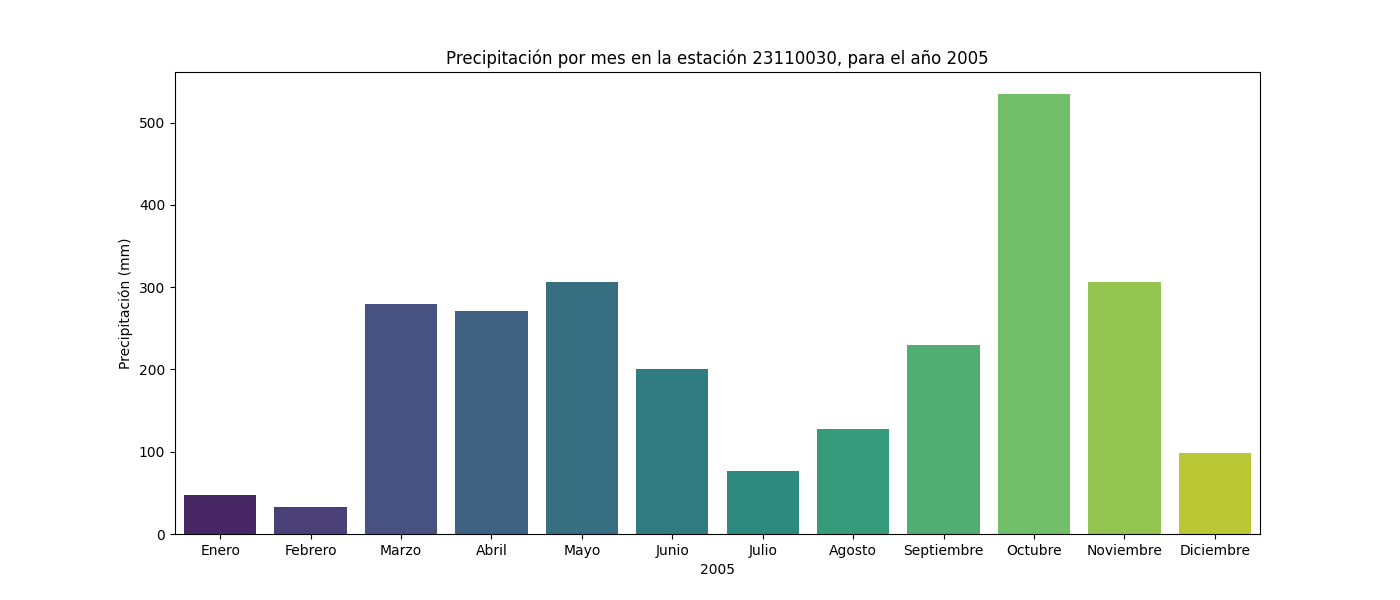 Precipitación por mes en la estación 23110030, para el año 2005
Precipitación (mm)
500
400
300
200
100
0
Enero Febrero Marzo Abril Mayo Junio Julio Agosto Septiembre Octubre Noviembre Diciembre
2005